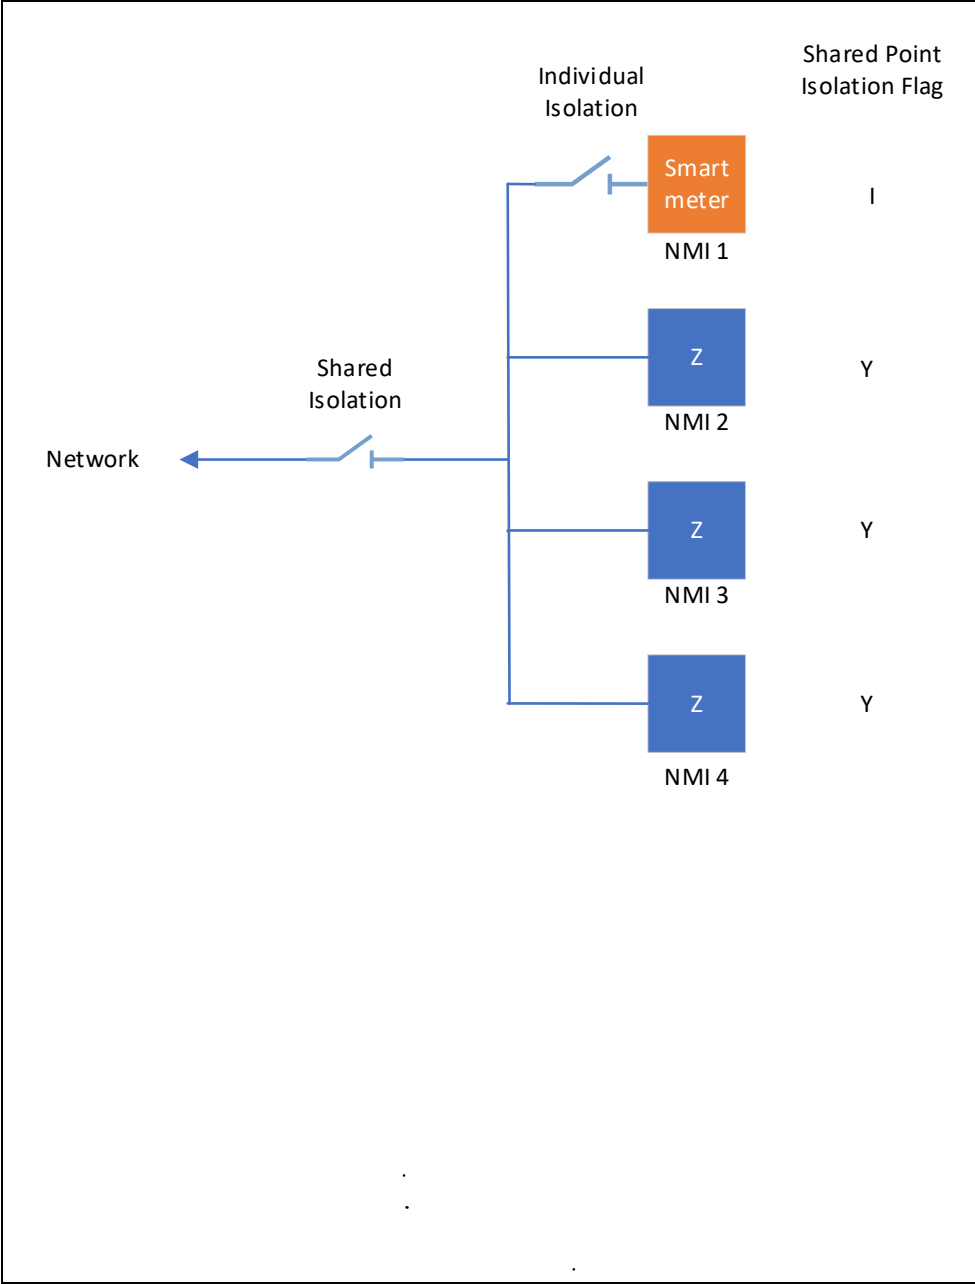 Shared Point
Isolation Flag
Individual
Isolation
Smart
meter
I
NMI 1
Z
Y
NMI 2
Shared
Isolation
Network
Z
Y
NMI 3
Z
Y
NMI 4